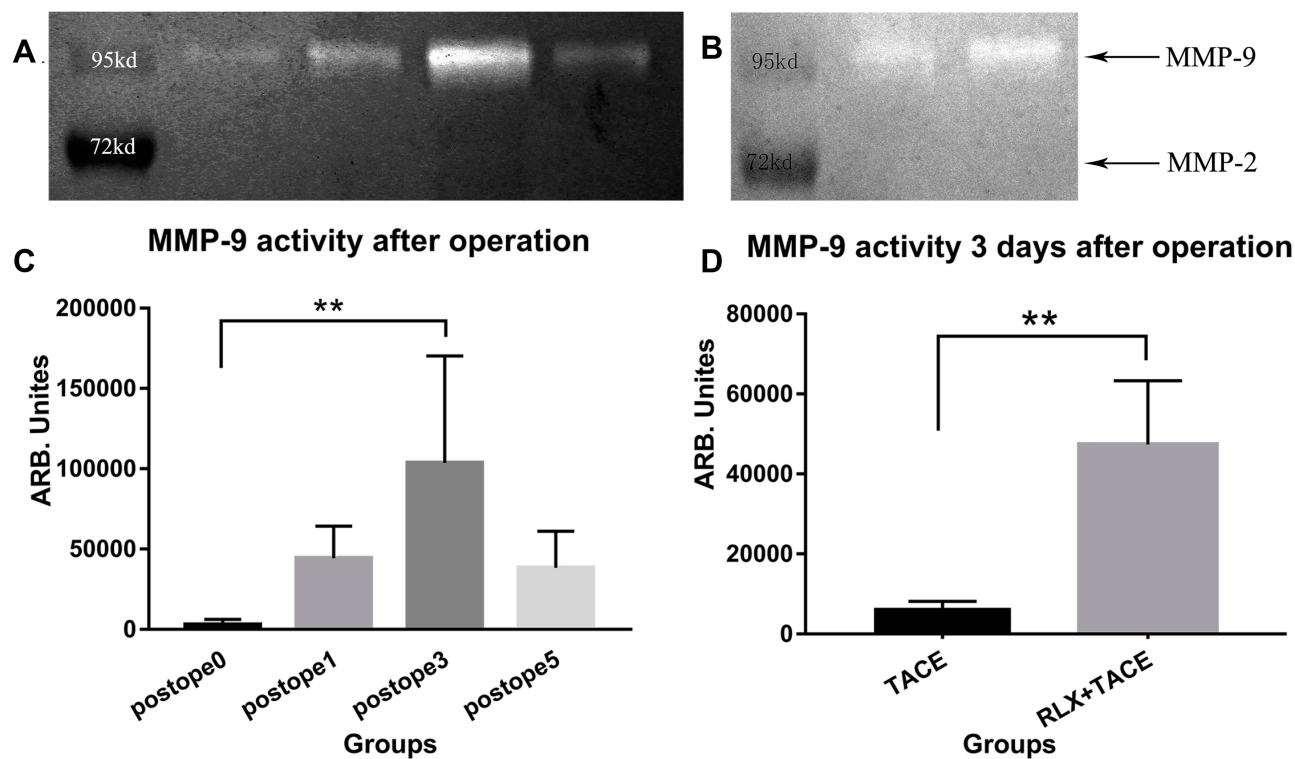 A
95kd
72kd
B
95kd
72kd
MMP-9
MMP-2
C
MMP-9 activity after operation
200000
150000
100000
50000
0
ARB. Unites
**
postope0
postope1
postope3
postope5
Groups
D
MMP-9 activity 3 days after operation
80000
60000
40000
20000
0
ARB. Unites
**
TACE
RLX+TACE
Groups